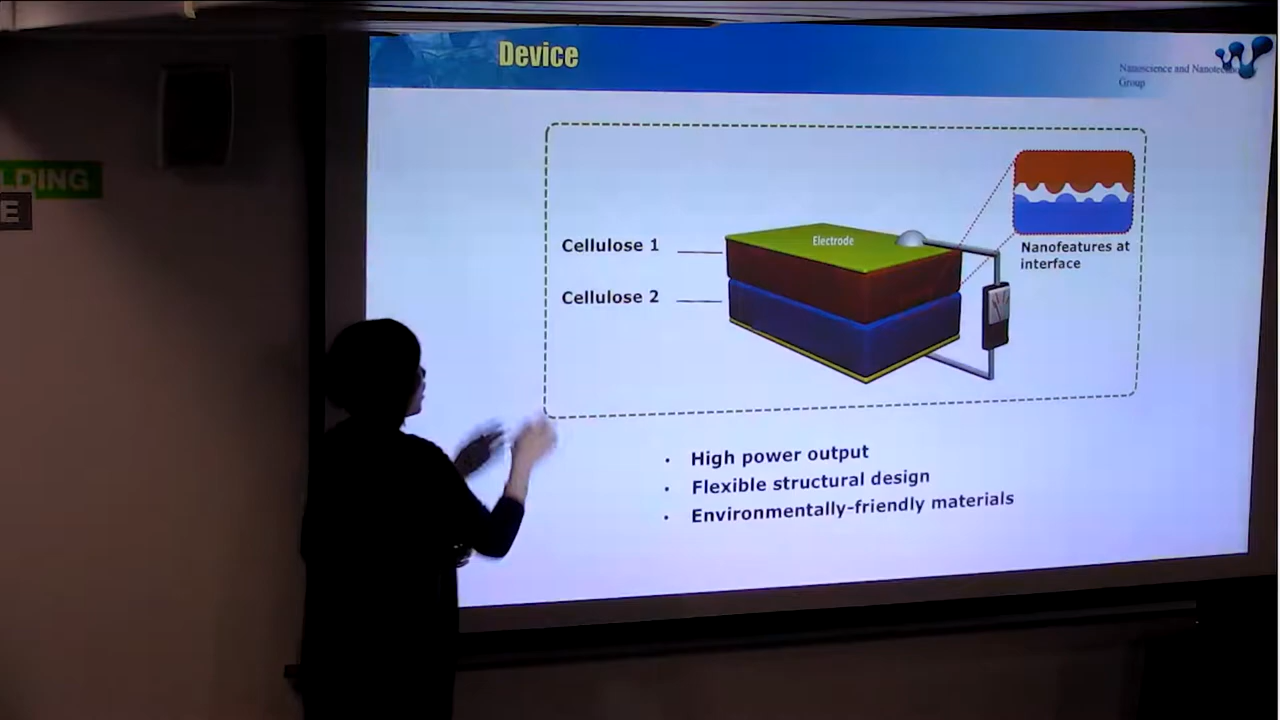 Device
Nanoscience and Nanotechnology
Group
LDING
E
Electrode
Cellulose 1
Cellulose 2
Nanofeatures at
interface
· High power output
· Flexible structural design
· Environmentally-friendly materials